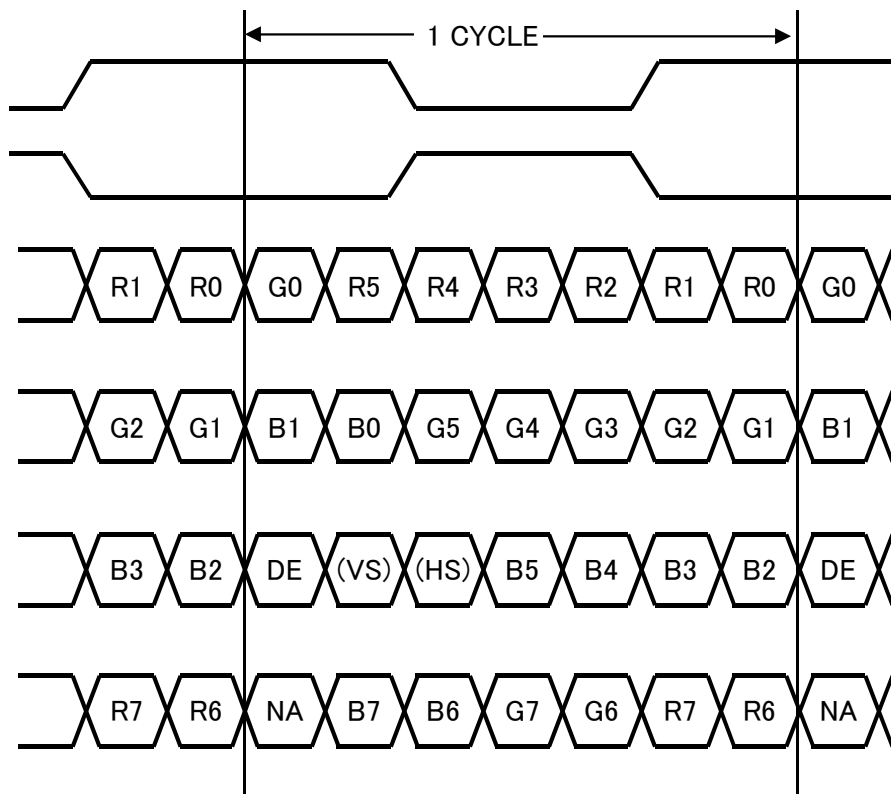 1 CYCLE
R1 R0 G0 R5 R4 R3 R2 R1 R0 G0
G2 G1 B1 B0 G5 G4 G3 G2 G1 B1
B3 B2 DE (VS) (HS) B5 B4 B3 B2 DE
R7 R6 NA B7 B6 G7 G6 R7 R6 NA